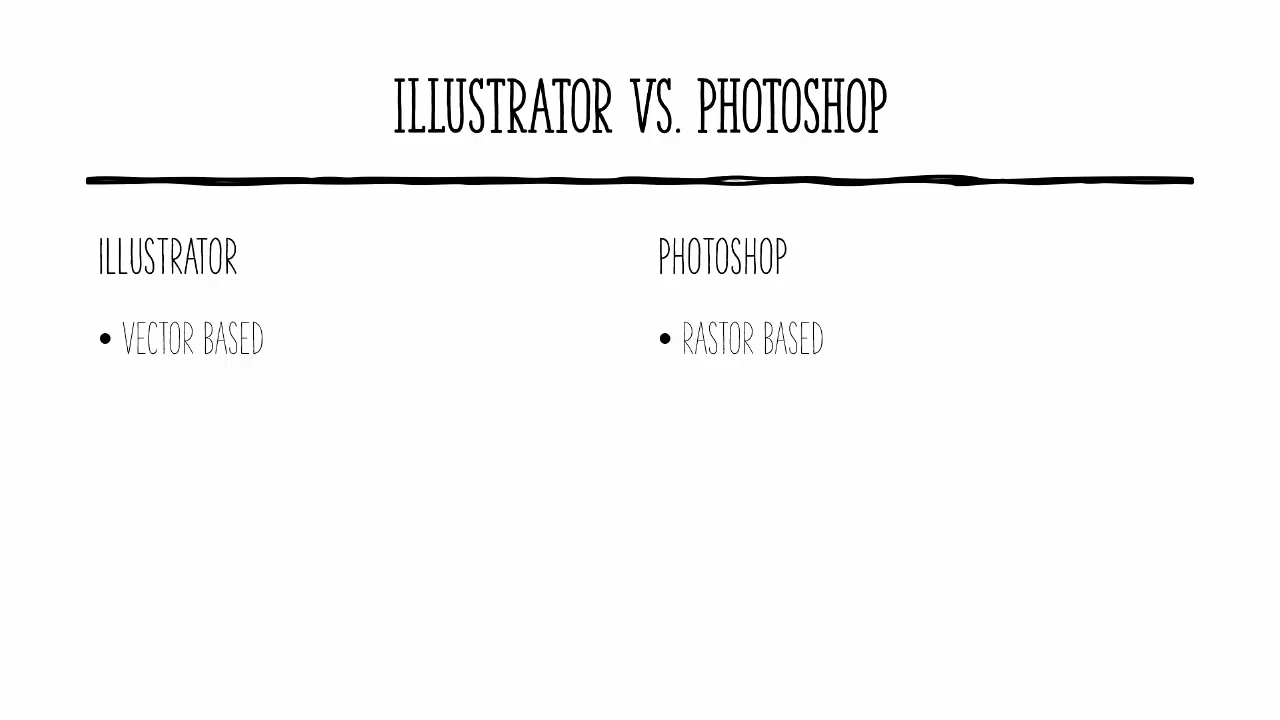 ILLUSTRATOR VS. PHOTOSHOP
ILLUSTRATOR
• VECTOR BASED
PHOTOSHOP
• RASTOR BASED